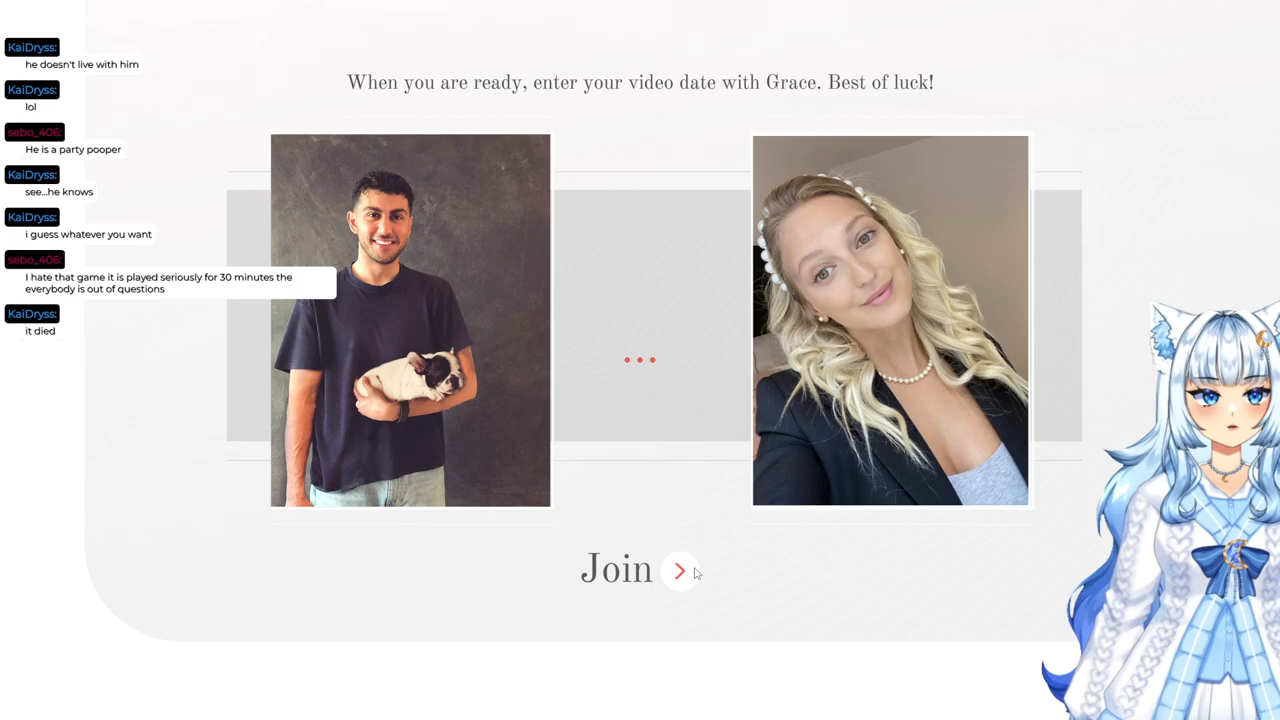 KaiDryss:
he doesn't live with him
KaiDryss:
lol
sebo_406:
He is a party pooper
KaiDryss:
see...he knows
KaiDryss:
i guess whatever you want
sebo_406:
I hate that game it is played seriously for 30 minutes the
everybody is out of questions
KaiDryss:
it died
When you are ready, enter your video date with Grace. Best of luck!
Join